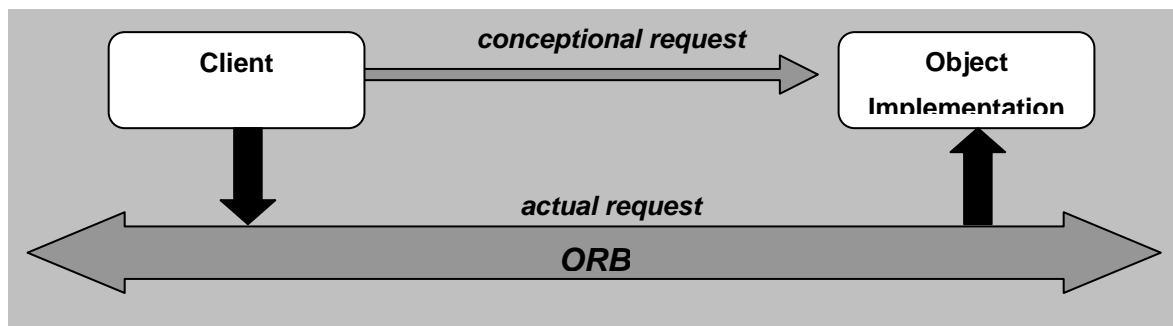 conceptional request
Client
Object
Implementation
actual request
ORB